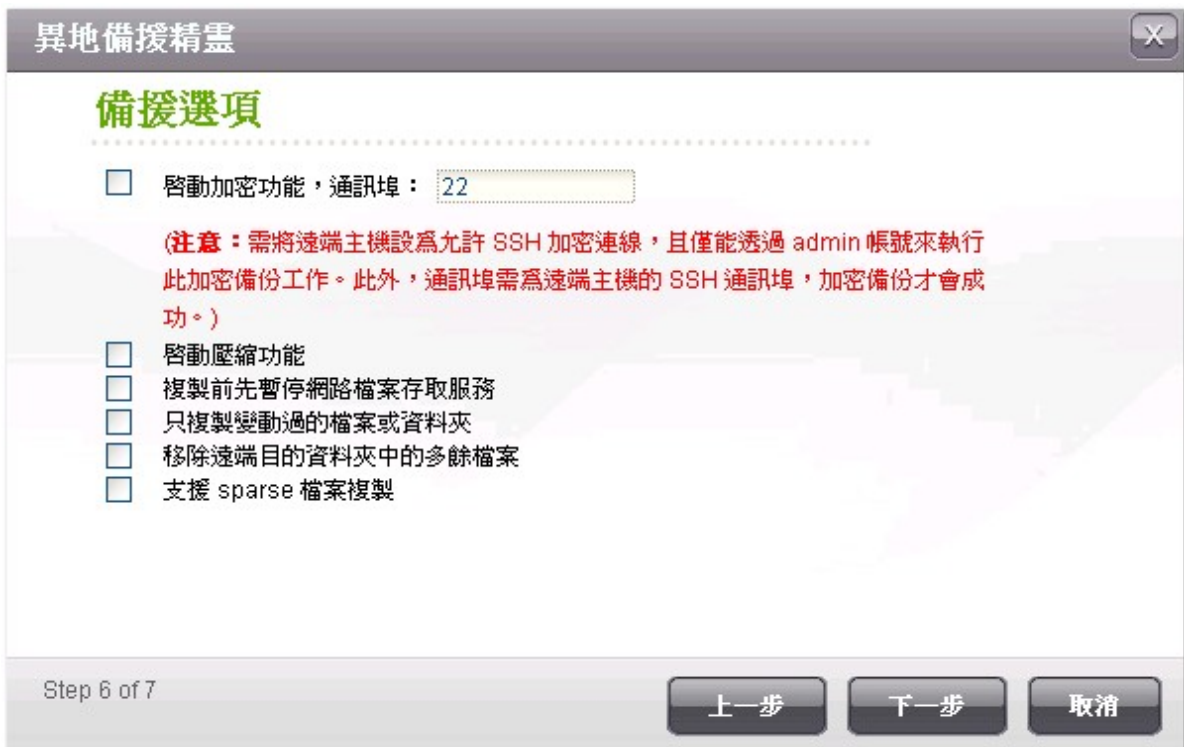 異地備援精靈
X
備援選項
啓動加密功能，通訊埠： 22
(注意：需將遠端主機設爲允許 SSH 加密連線，且僅能透過 admin 帳號來執行
此加密備份工作。此外，通訊埠需爲遠端主機的 SSH 通訊埠，加密備份才會成
功。)
啓動壓縮功能
複製前先暫停網路檔案存取服務
只複製變動過的檔案或資料夾
移除遠端目的資料夾中的多餘檔案
支援 sparse 檔案複製
Step 6 of 7
上一步 下一步 取消